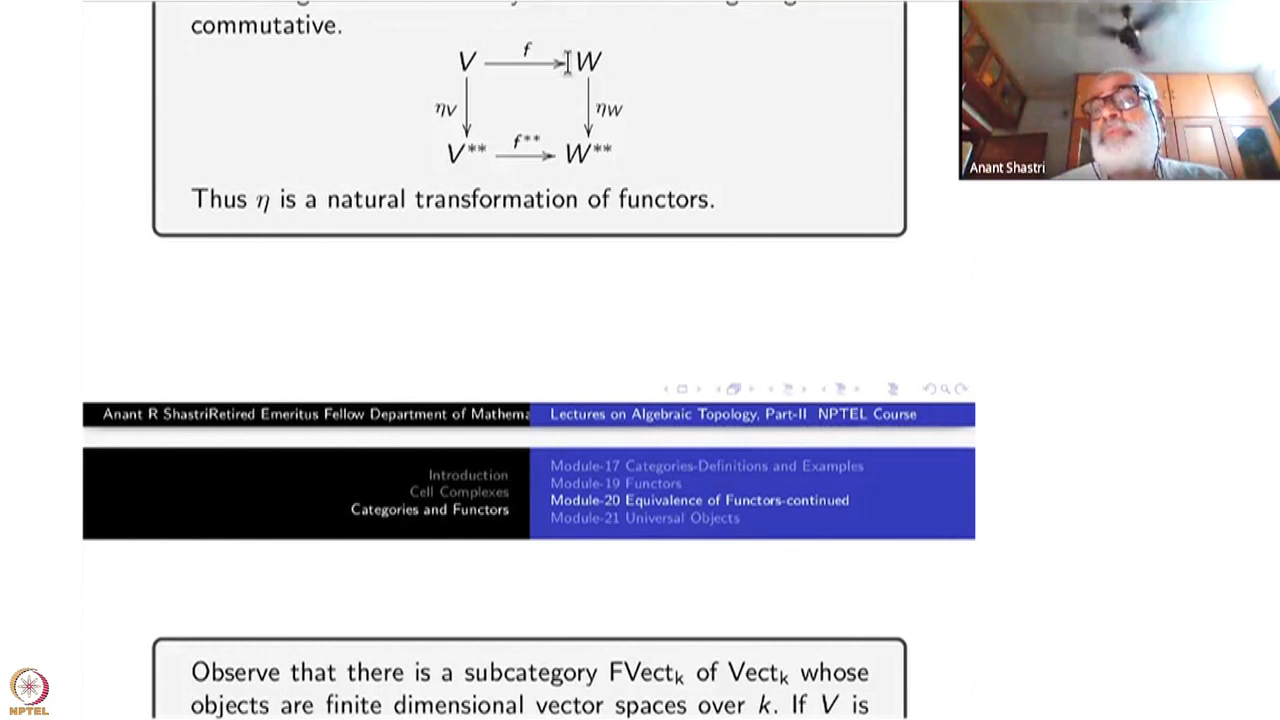 commutative.
V f W
ηV ηW
V** f** W**
Thus η is a natural transformation of functors.
Anant Shastri
Anant R ShastriRetired Emeritus Fellow Department of Mathema
Lectures on Algebraic Topology, Part-II NPTEL Course
Introduction
Cell Complexes
Categories and Functors
Module-17 Categories-Definitions and Examples
Module-19 Functors
Module-20 Equivalence of Functors-continued
Module-21 Universal Objects
Observe that there is a subcategory FVectk of Vectk whose
objects are finite dimensional vector spaces over k. If V is
NPTEL